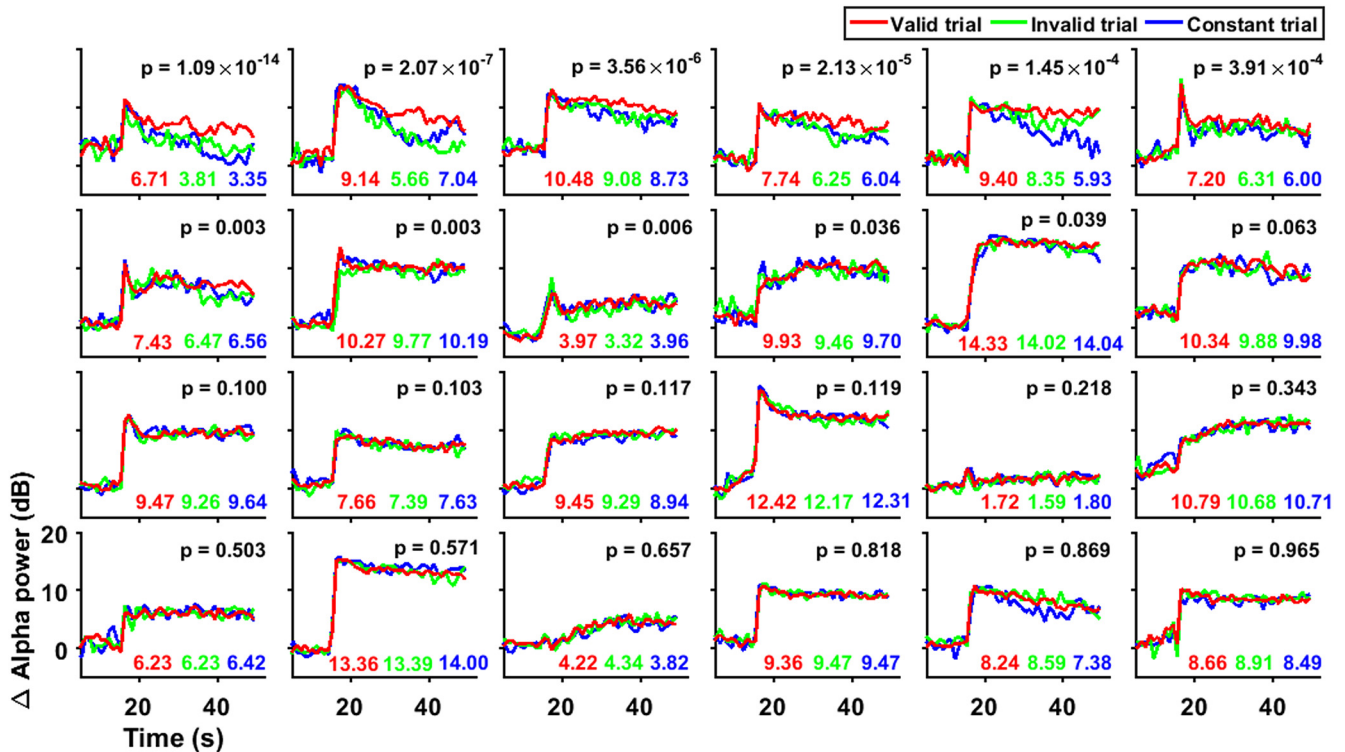 Valid trial Invalid trial Constant trial
p = 1.09×10-14 p = 2.07×10-7 p = 3.56×10-6 p = 2.13×10-5 p = 1.45×10-4 p = 3.91×10-4
6.71 3.81 3.35 9.14 5.66 7.04 10.48 9.08 8.73 7.74 6.25 6.04 9.40 8.35 5.93 7.20 6.31 6.00
p = 0.003 p = 0.003 p = 0.006 p = 0.036 p = 0.039 p = 0.063
7.43 6.47 6.56 10.27 9.77 10.19 3.97 3.32 3.96 9.93 9.46 9.70 14.33 14.02 14.04 10.34 9.88 9.98
p = 0.100 p = 0.103 p = 0.117 p = 0.119 p = 0.218 p = 0.343
9.47 9.26 9.64 7.66 7.39 7.63 9.45 9.29 8.94 12.42 12.17 12.31 1.72 1.59 1.80 10.79 10.68 10.71
Δ Alpha power (dB)
20
p = 0.503 p = 0.571 p = 0.657 p = 0.818 p = 0.869 p = 0.965
10
0
6.23 6.23 6.42 13.36 13.39 14.00 4.22 4.34 3.82 9.36 9.47 9.47 8.24 8.59 7.38 8.66 8.91 8.49
20 40 20 40 20 40 20 40 20 40 20 40
Time (s)